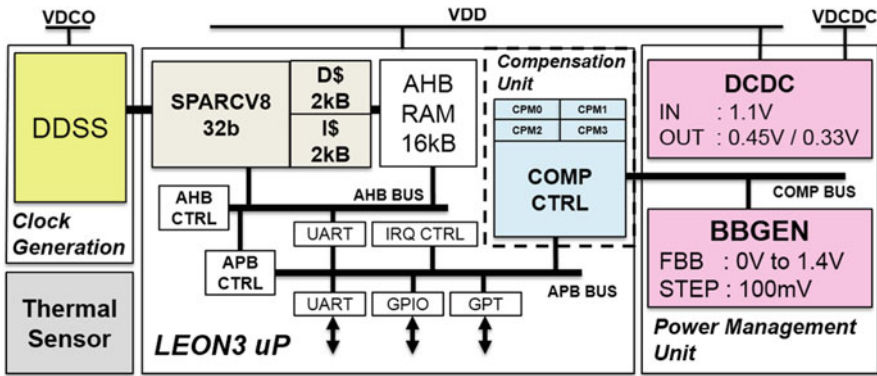 VDCO
VDD
VDCDC
DDSS
Clock
Generation
Thermal
Sensor
SPARCV8
32b
D$
2kB
I$
2kB
AHB
RAM
16kB
AHB
CTRL
AHB BUS
UART
IRQ CTRL
APB
CTRL
APB BUS
UART
GPIO
GPT
LEON3 uP
Compensation
Unit
CPM0
CPM1
CPM2
CPM3
COMP
CTRL
DCDC
IN : 1.1V
OUT : 0.45V / 0.33V
COMP BUS
BBGEN
FBB : 0V to 1.4V
STEP : 100mV
Power Management
Unit